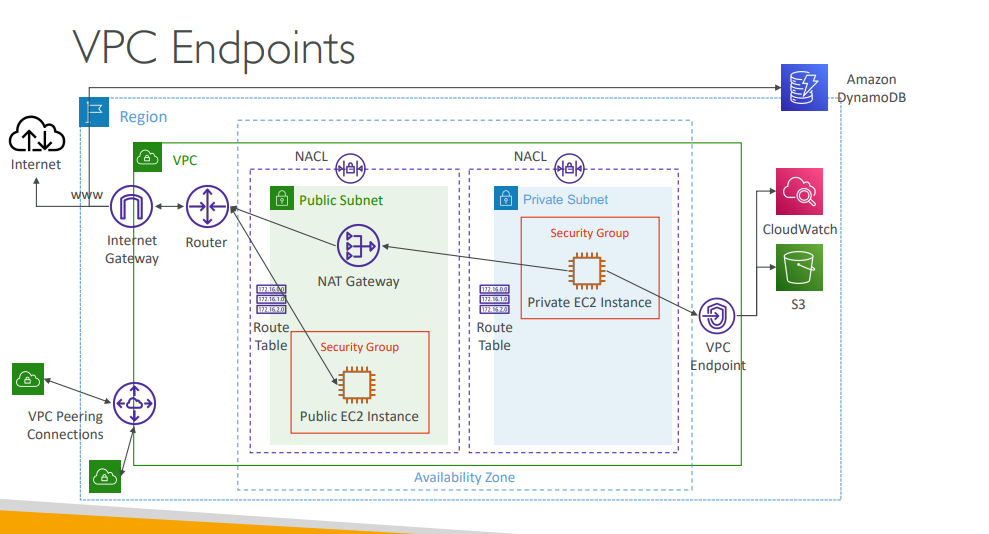 VPC Endpoints
Amazon
DynamoDB
Region
Internet
www
VPC
NACL
NACL
Public Subnet
Private Subnet
Internet
Gateway
Router
NAT Gateway
Security Group
Private EC2 Instance
CloudWatch
S3
172.16.0.0
172.16.1.0
172.16.2.0
Route
Table
172.16.0.0
172.16.1.0
172.16.2.0
Route
Table
Security Group
Public EC2 Instance
VPC
Endpoint
VPC Peering
Connections
Availability Zone